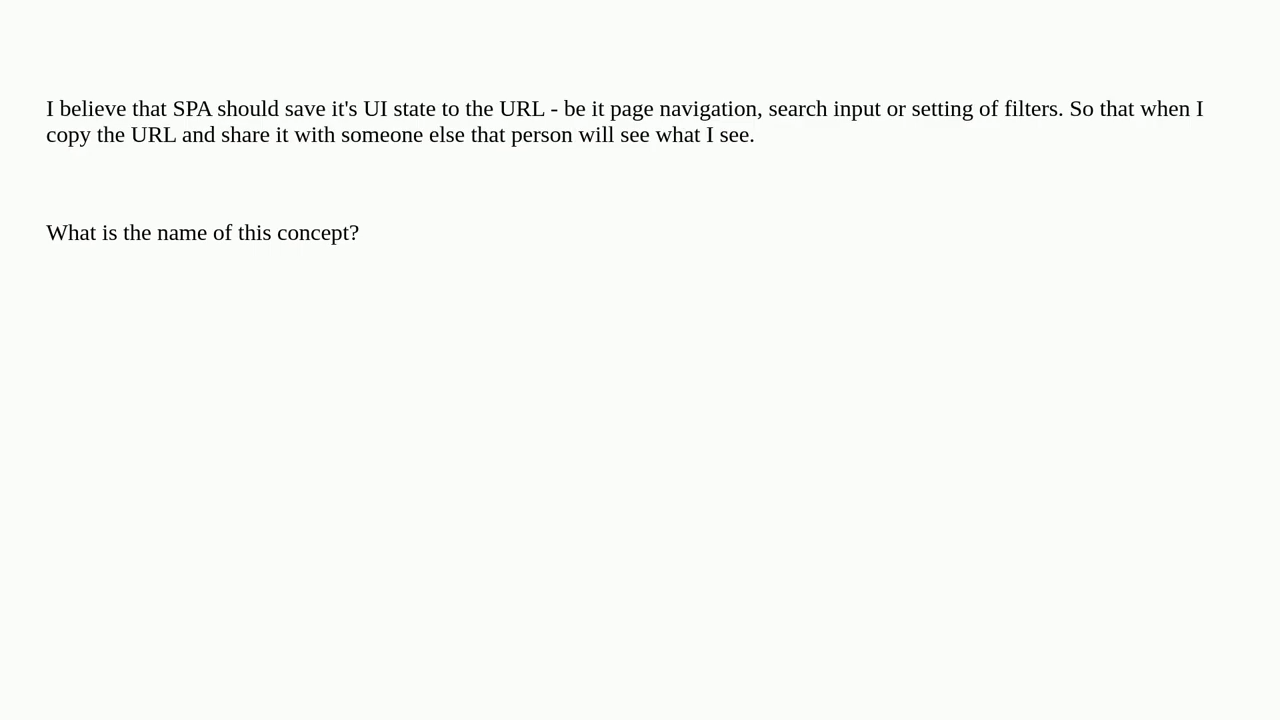 I believe that SPA should save it's UI state to the URL - be it page navigation, search input or setting of filters. So that when I
copy the URL and share it with someone else that person will see what I see.
What is the name of this concept?